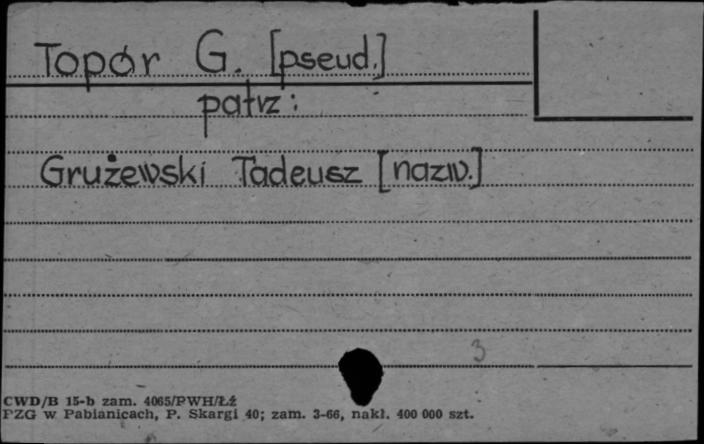 Topór G. [pseud.]
patrz:
Grużewski Tadeusz [nazw.]
3
CWD/B 15-b zam. 4065/PWH/Łź
PZG w Pabianicach, P. Skargi 40; zam. 3-66, nakł. 400 000 szt.